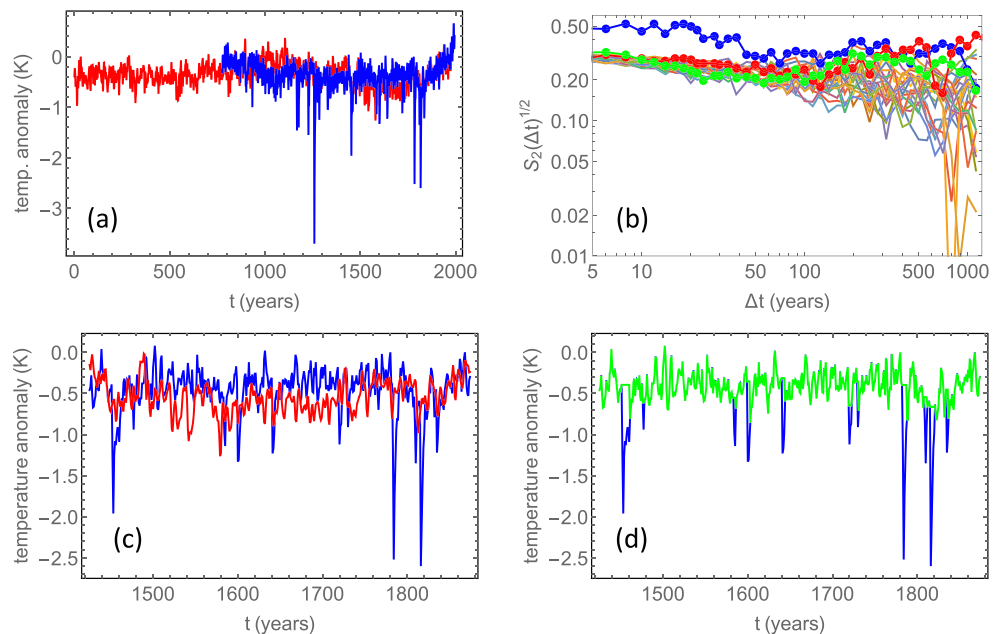 0
−1
−2
−3
temp. anomaly (K)
(a)
0 500 1000 1500 2000
t (years)
0.50
0.20
0.10
0.05
0.02
0.01
S₂(Δt)¹ᐟ²
(b)
5 10 50 100 500 1000
Δt (years)
0.0
−0.5
−1.0
−1.5
−2.0
−2.5
temperature anomaly (K)
(c)
1500 1600 1700 1800
t (years)
0.0
−0.5
−1.0
−1.5
−2.0
−2.5
temperature anomaly (K)
(d)
1500 1600 1700 1800
t (years)